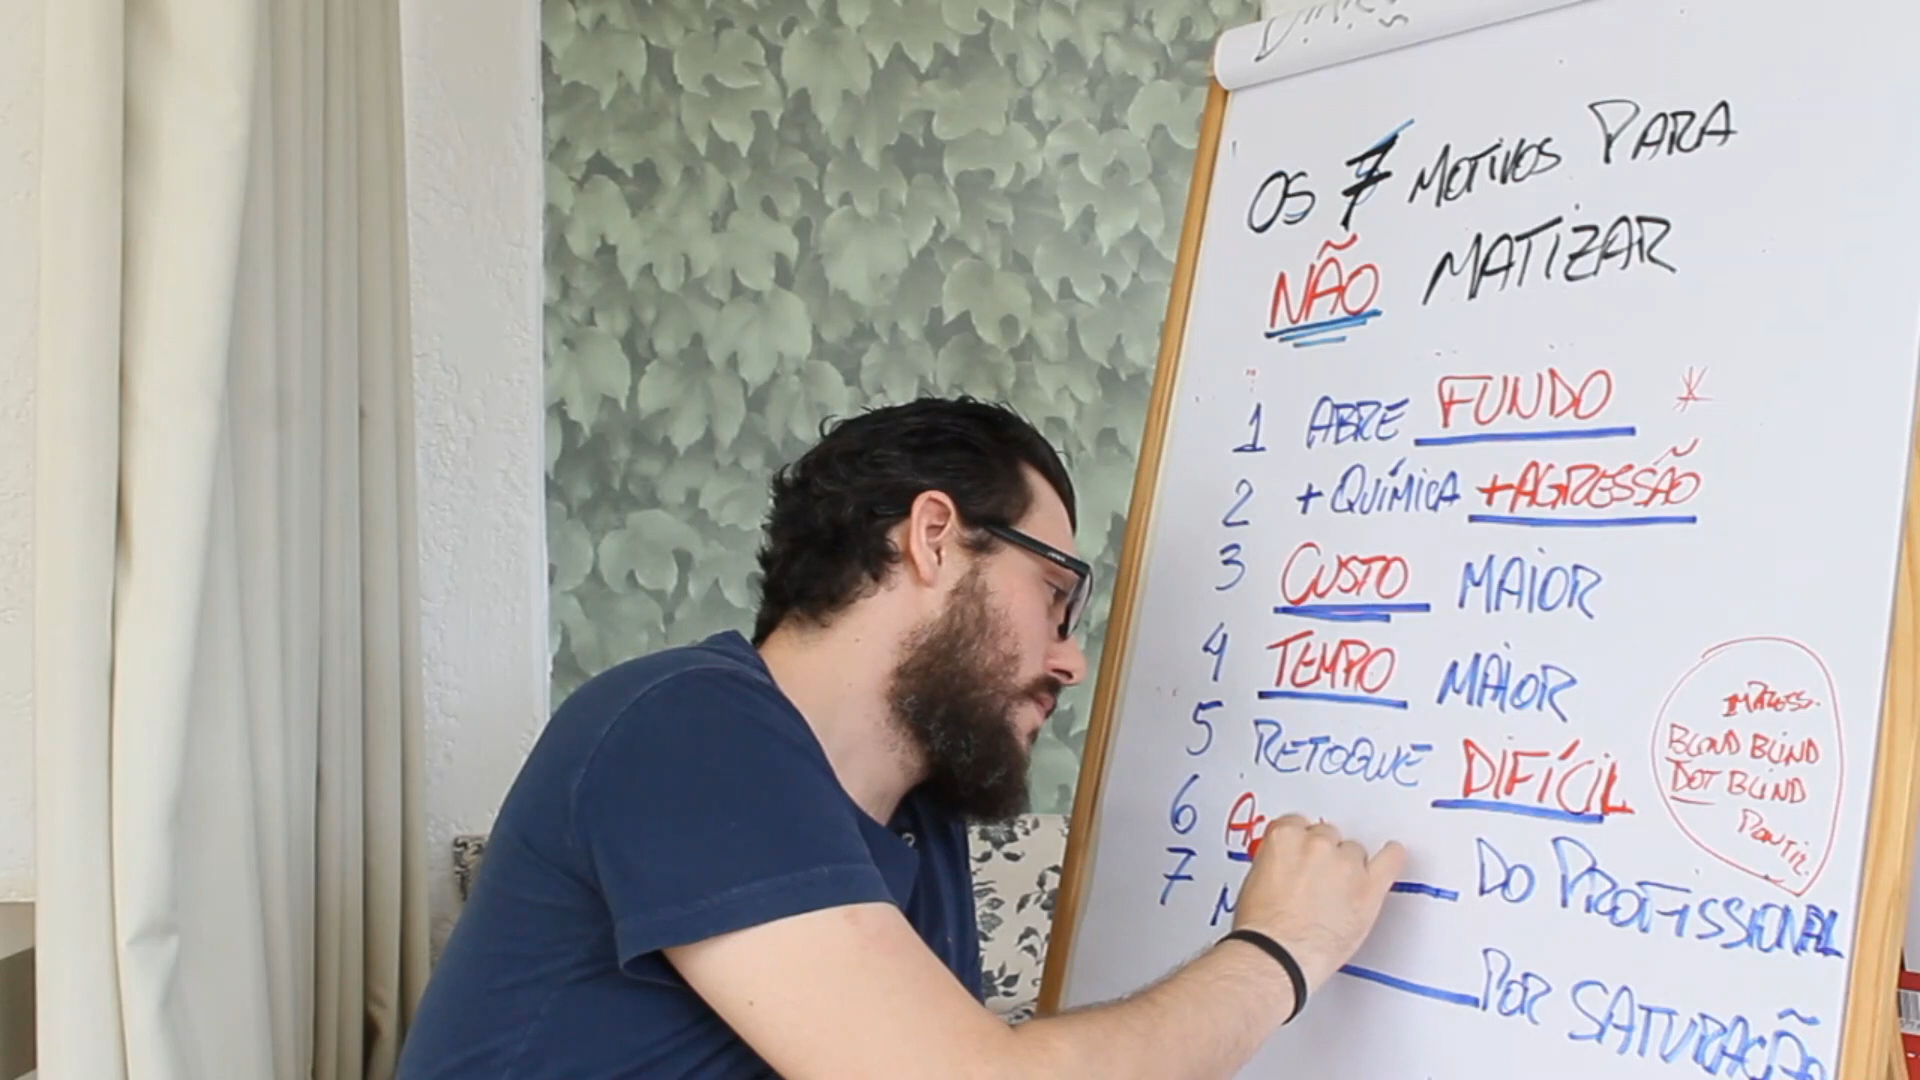 OS 7 MOTIVOS PARA
NÃO MATIZAR
1 ABRE FUNDO *
2 + QUÍMICA + AGRESSÃO
3 CUSTO MAIOR
4 TEMPO MAIOR
5 RETOQUE DIFÍCIL
6 DO PROFISSIONAL
7 POR SATURAÇÃO
BLOND BLIND
DOT BLIND